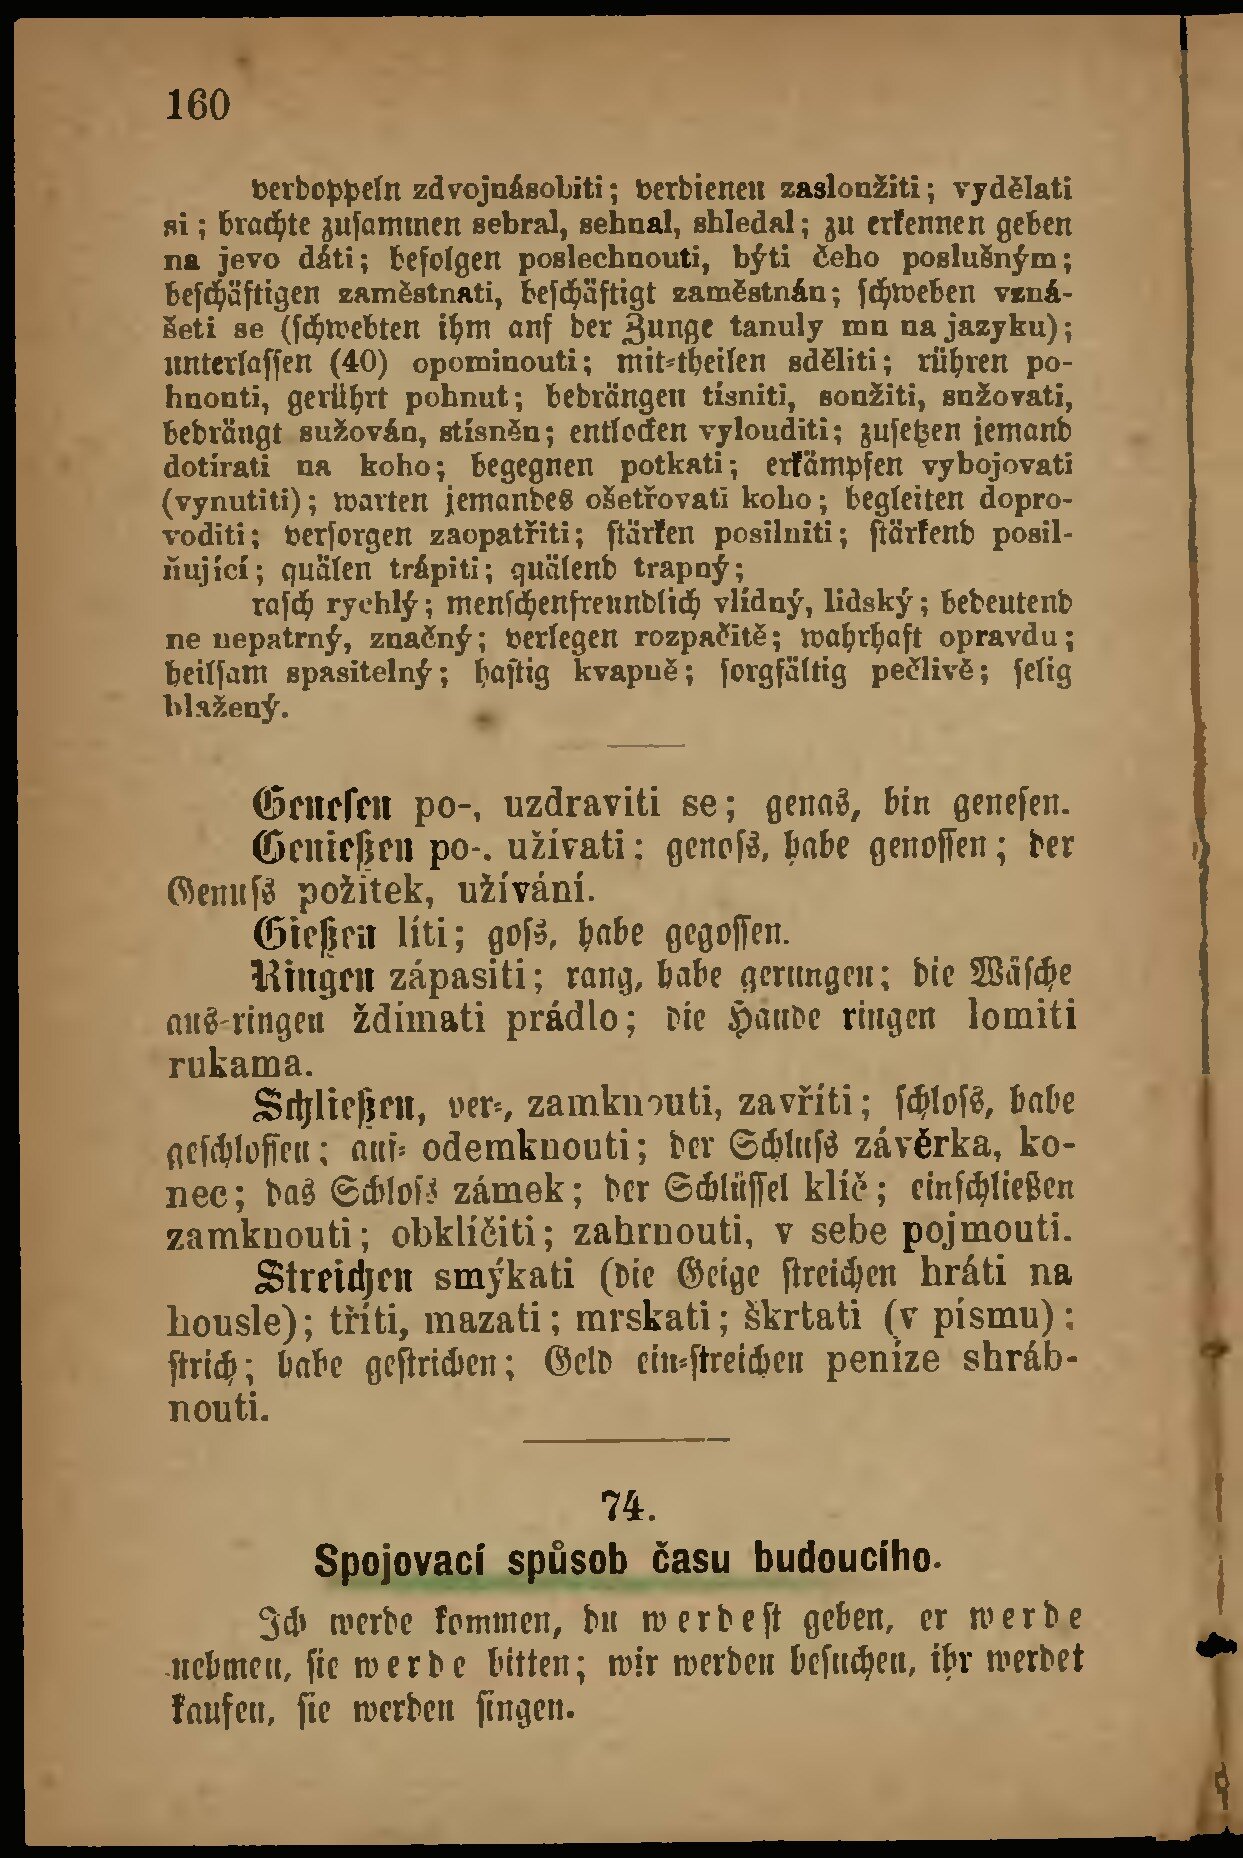 160
verdoppeln zdvojnásobiti; verdienen zasloužiti; vydělati
si; brachte zusammen sebral, sehnal, shledal; zu erkennen geben
na jevo dáti; befolgen poslechnouti, býti čeho poslušným;
beschäftigen zaměstnati, beschäftigt zaměstnán; schweben vzná-
šeti se (schwebten ihm auf der Zunge tanuly mu na jazyku);
unterlassen (40) opominouti; mit-theilen sděliti; rühren po-
hnouti, gerührt pohnut; bedrängen tísniti, soužiti, sužovati,
bedrängt sužován, stísněn; entlocken vylouditi; zusetzen jemand
dotírati na koho; begegnen potkati; erkämpfen vybojovati
(vynutiti); warten jemandes ošetřovati koho; begleiten dopro-
voditi; versorgen zaopatřiti; stärken posilniti; stärkend posil-
ňující; quälen trápiti; quälend trapný;
rasch rychlý; menschenfreundlich vlídný, lidský; bedeutend
ne nepatrný, značný; verlegen rozpačitě; wahrhaft opravdu;
heilsam spasitelný; hastig kvapně; sorgfältig pečlivě; selig
blažený.
Genesen po-, uzdraviti se; genas, bin genesen.
Genießen po-, užívati; genoss, habe genossen; der
Genuss požitek, užívání.
Gießen líti; goss, habe gegossen.
Ringen zápasiti; rang, habe gerungen; die Wäsche
aus-ringen ždímati prádlo; die Hände ringen lomiti
rukama.
Schließen, ver-, zamknouti, zavříti; schloss, habe
geschlossen; auf- odemknouti; der Schluss závěrka, ko-
nec; das Schloss zámek; der Schlüssel klíč; einschließen
zamknouti; obklíčiti; zahrnouti, v sebe pojmouti.
Streichen smýkati (die Geige streichen hráti na
housle); tříti, mazati; mrskati; škrtati (v písmu);
strich; habe gestrichen; Geld ein-streichen peníze shráb-
nouti.
74.
Spojovací spůsob času budoucího.
Ich werde kommen, du werdest geben, er werde
nehmen, sie werde bitten; wir werden besuchen, ihr werdet
kaufen, sie werden singen.